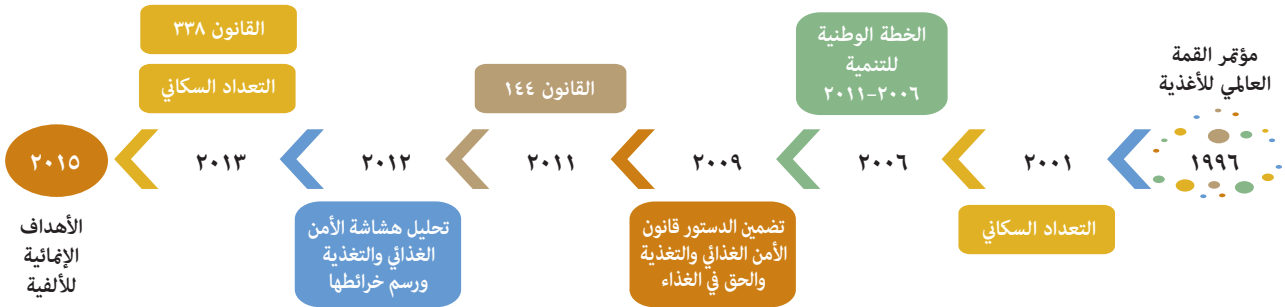 مؤتمر القمة
العالمي للأغذية
١٩٩٦
٢٠٠١
التعداد السكاني
الخطة الوطنية
للتنمية
٢٠٠٦-٢٠١١
٢٠٠٦
٢٠٠٩
تضمين الدستور قانون
الأمن الغذائي والتغذية
والحق في الغذاء
القانون ١٤٤
٢٠١١
٢٠١٢
تحليل هشاشة الأمن
الغذائي والتغذية
ورسم خرائطها
القانون ٣٣٨
التعداد السكاني
٢٠١٣
٢٠١٥
الأهداف
الإنمائية
للألفية